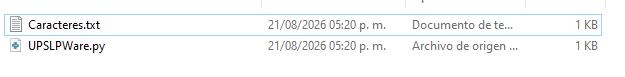 Caracteres.txt 21/08/2026 05:20 p. m. Documento de te... 1 KB
UPSLPWare.py 21/08/2026 05:20 p. m. Archivo de origen ... 1 KB